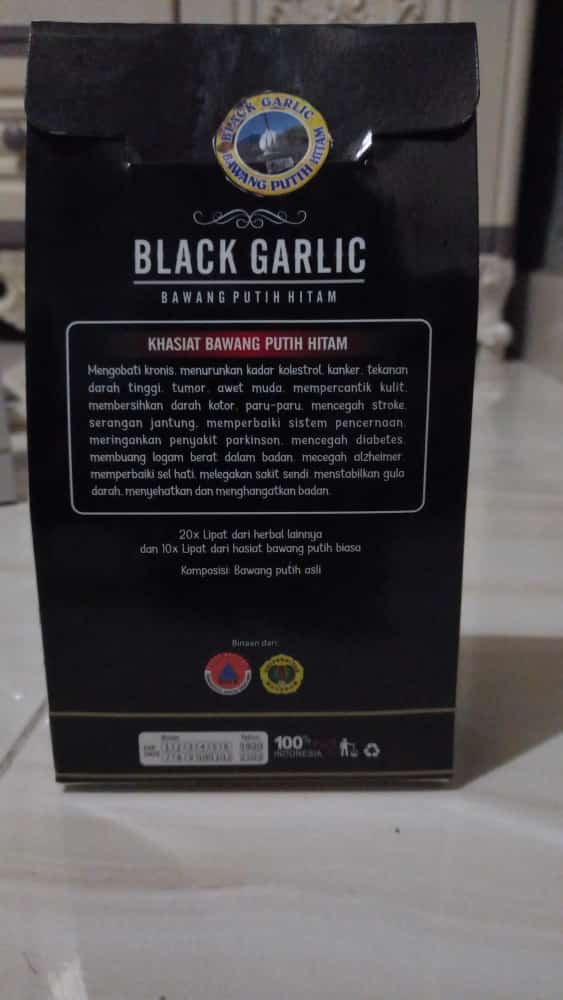 BLACK GARLIC
BAWANG PUTIH HITAM
BLACK GARLIC
BAWANG PUTIH HITAM
KHASIAT BAWANG PUTIH HITAM
Mengobati kronis, menurunkan kadar kolestrol, kanker, tekanan
darah tinggi, tumor, awet muda, mempercantik kulit,
membersihkan darah kotor, paru-paru, mencegah stroke,
serangan jantung, memperbaiki sistem pencernaan,
meringankan penyakit parkinson, mencegah diabetes,
membuang logam berat dalam badan, mecegah alzheimer,
memperbaiki sel hati, melegakan sakit sendi, menstabilkan gula
darah, menyehatkan dan menghangatkan badan.
20x Lipat dari herbal lainnya
dan 10x Lipat dari hasiat bawang putih biasa
Komposisi: Bawang putih asli
Binaan dari:
100%
INDONESIA